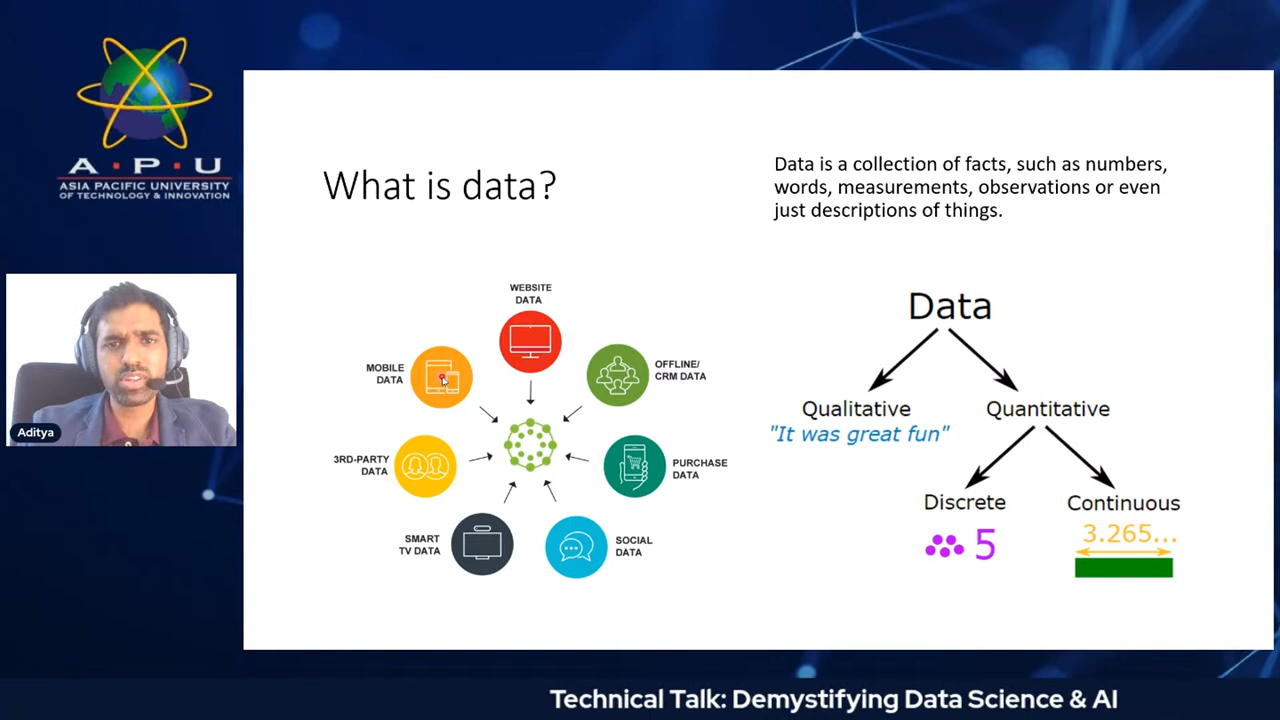 A · P · U
ASIA PACIFIC UNIVERSITY
OF TECHNOLOGY & INNOVATION
Aditya
What is data?
Data is a collection of facts, such as numbers,
words, measurements, observations or even
just descriptions of things.
WEBSITE
DATA
MOBILE
DATA
OFFLINE/
CRM DATA
3RD-PARTY
DATA
PURCHASE
DATA
SMART
TV DATA
SOCIAL
DATA
Data
Qualitative
"It was great fun"
Quantitative
Discrete
5
Continuous
3.265...
Technical Talk: Demystifying Data Science & AI